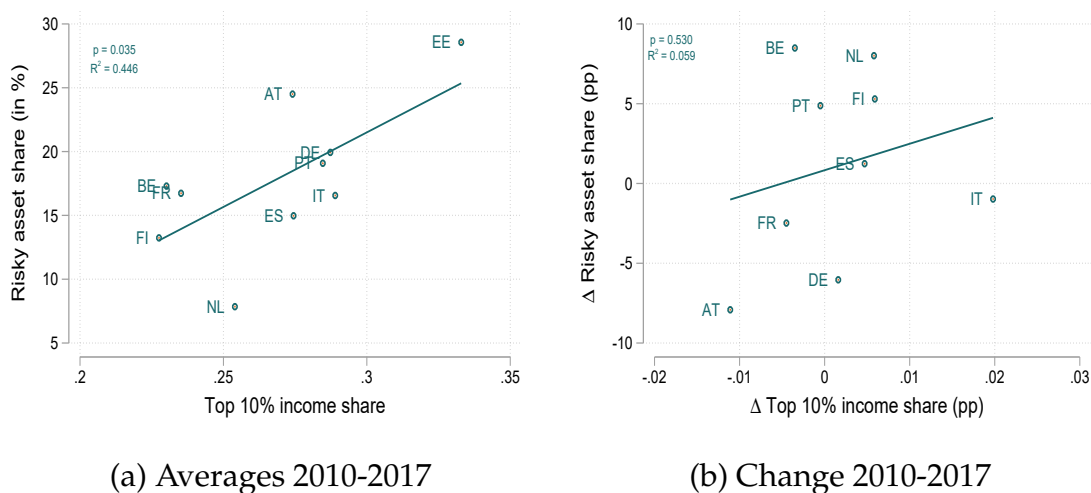 p = 0.035
R² = 0.446
Risky asset share (in %)
30
25
20
15
10
5
EE
AT
DE
PT
BE
FR
IT
ES
FI
NL
.2
.25
.3
.35
Top 10% income share
(a) Averages 2010-2017
p = 0.530
R² = 0.059
Δ Risky asset share (pp)
10
5
0
-5
-10
BE
NL
PT
FI
ES
IT
FR
DE
AT
-.02
-.01
0
.01
.02
.03
Δ Top 10% income share (pp)
(b) Change 2010-2017